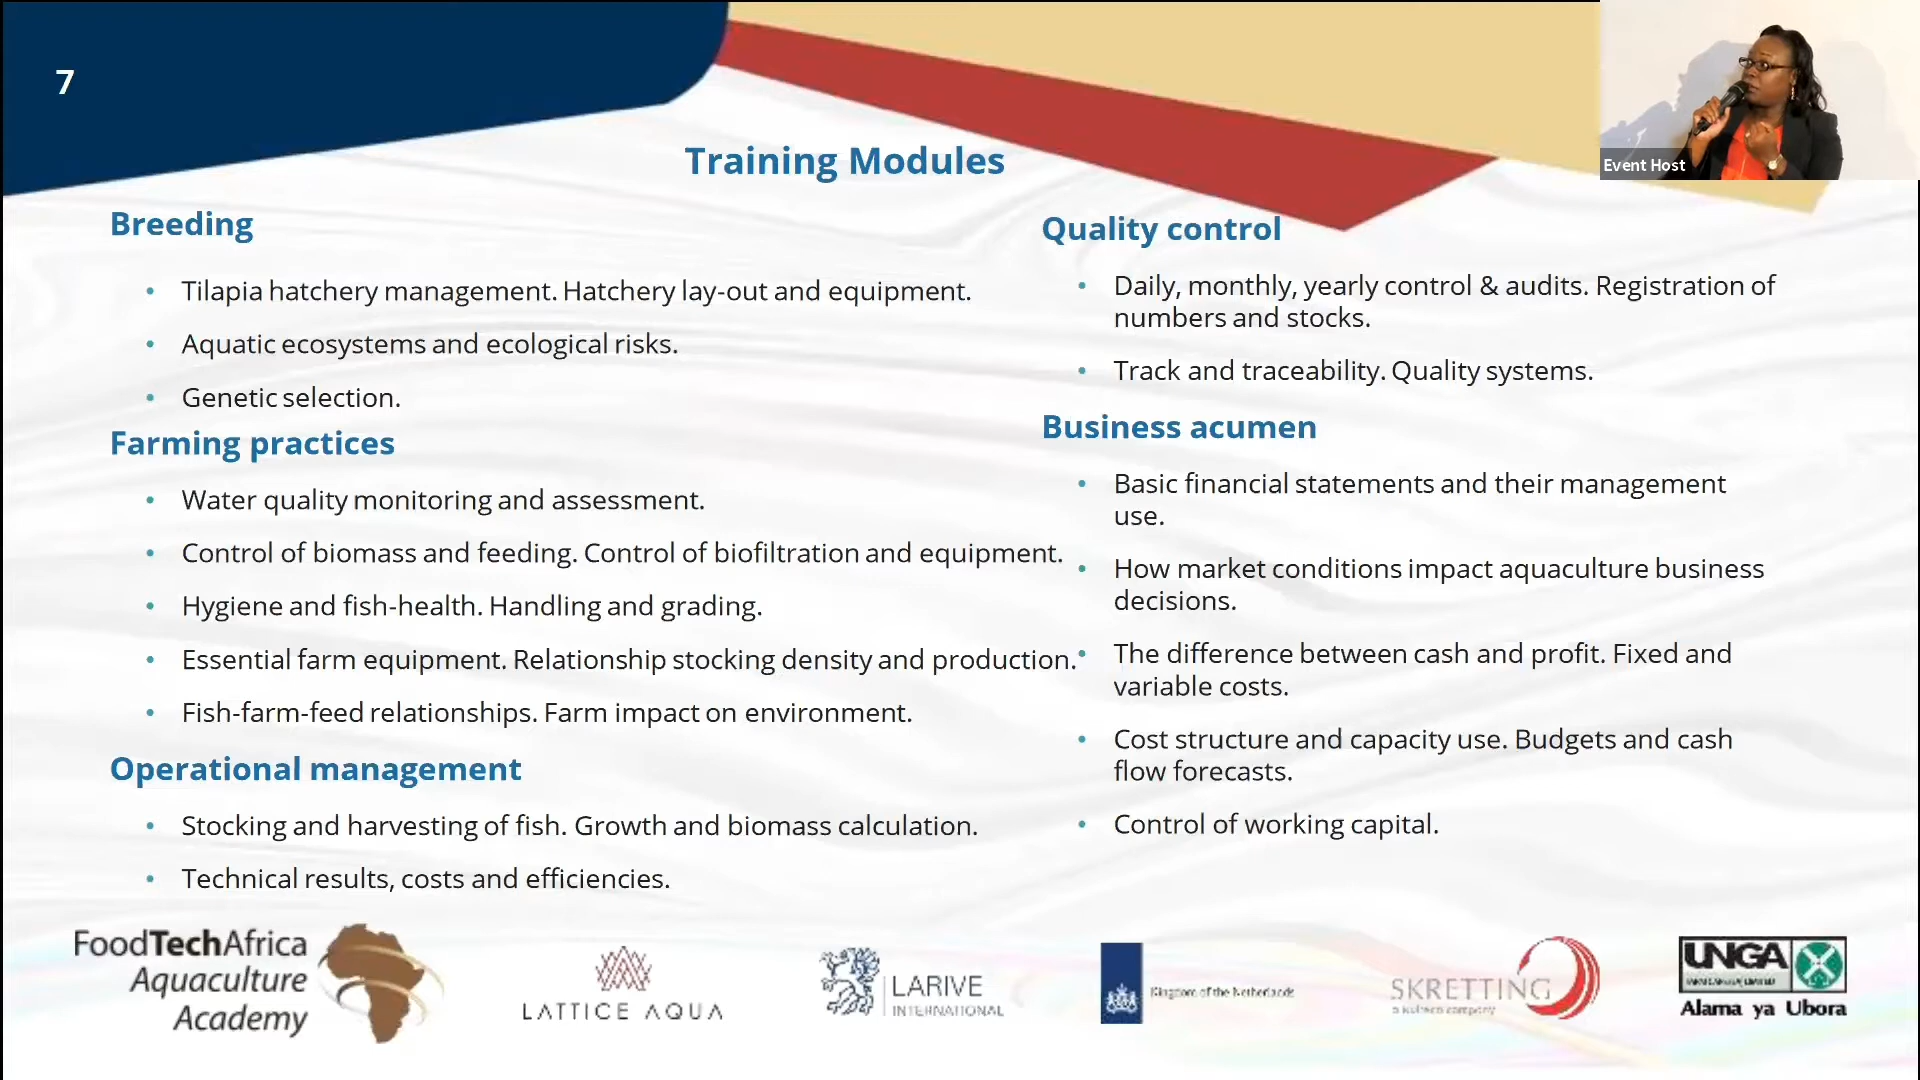 7
Event Host
Training Modules
Breeding
• Tilapia hatchery management. Hatchery lay-out and equipment.
• Aquatic ecosystems and ecological risks.
• Genetic selection.
Farming practices
• Water quality monitoring and assessment.
• Control of biomass and feeding. Control of biofiltration and equipment.
• Hygiene and fish-health. Handling and grading.
• Essential farm equipment. Relationship stocking density and production.
• Fish-farm-feed relationships. Farm impact on environment.
Operational management
• Stocking and harvesting of fish. Growth and biomass calculation.
• Technical results, costs and efficiencies.
Quality control
• Daily, monthly, yearly control & audits. Registration of
numbers and stocks.
• Track and traceability. Quality systems.
Business acumen
• Basic financial statements and their management
use.
• How market conditions impact aquaculture business
decisions.
• The difference between cash and profit. Fixed and
variable costs.
• Cost structure and capacity use. Budgets and cash
flow forecasts.
• Control of working capital.
FoodTechAfrica
Aquaculture
Academy
LATTICE AQUA
LARIVE
INTERNATIONAL
Kingdom of the Netherlands
SKRETTING
a Nutreco company
UNGA
Alama ya Ubora